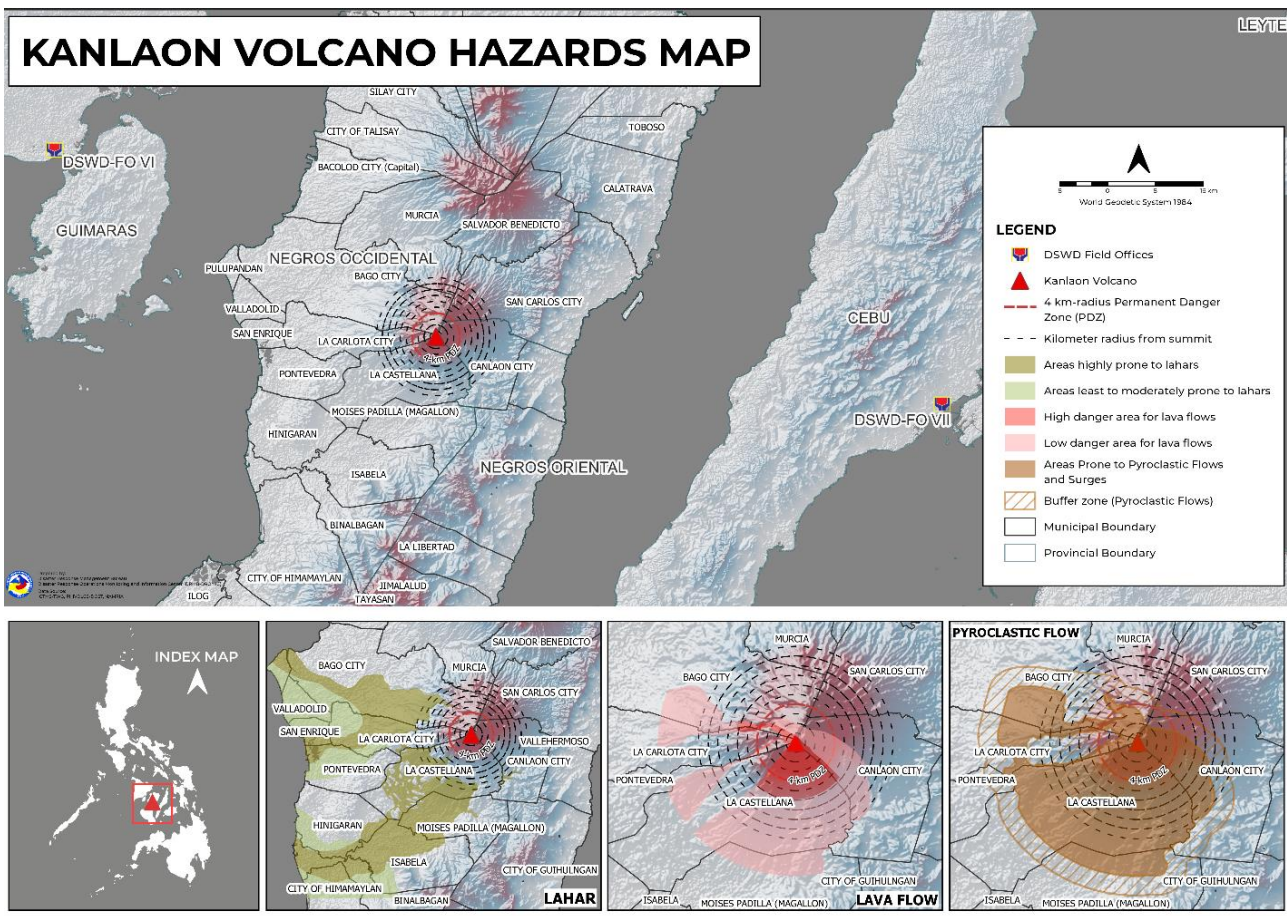 KANLAON VOLCANO HAZARDS MAP
LEYTE
SILAY CITY
CITY OF TALISAY
TOBOSO
DSWD-FO VI
BACOLOD CITY (Capital)
CALATRAVA
GUIMARAS
MURCIA
SALVADOR BENEDICTO
NEGROS OCCIDENTAL
PULUPANDAN
BAGO CITY
SAN CARLOS CITY
VALLADOLID
CEBU
SAN ENRIQUE
LA CARLOTA CITY
4-km PDZ
CANLAON CITY
PONTEVEDRA
LA CASTELLANA
MOISES PADILLA (MAGALLON)
DSWD-FO VII
HINIGARAN
NEGROS ORIENTAL
ISABELA
BINALBAGAN
LA LIBERTAD
CITY OF HIMAMAYLAN
JIMALALUD
ILOG
TAYASAN
5 0 5 15 km
World Geodetic System 1984
LEGEND
DSWD Field Offices
Kanlaon Volcano
4 km-radius Permanent Danger
Zone (PDZ)
Kilometer radius from summit
Areas highly prone to lahars
Areas least to moderately prone to lahars
High danger area for lava flows
Low danger area for lava flows
Areas Prone to Pyroclastic Flows
and Surges
Buffer zone (Pyroclastic Flows)
Municipal Boundary
Provincial Boundary
INDEX MAP
SALVADOR BENEDICTO
BAGO CITY
MURCIA
SAN CARLOS CITY
VALLADOLID
SAN ENRIQUE
LA CARLOTA CITY
VALLEHERMOSO
4-km PDZ
CANLAON CITY
PONTEVEDRA
LA CASTELLANA
HINIGARAN
MOISES PADILLA (MAGALLON)
ISABELA
CITY OF GUIHULNGAN
CITY OF HIMAMAYLAN
BINALBAGAN
LAHAR
MURCIA
SAN CARLOS CITY
BAGO CITY
LA CARLOTA CITY
CANLAON CITY
PONTEVEDRA
4-km PDZ
LA CASTELLANA
CITY OF GUIHULNGAN
ISABELA
MOISES PADILLA (MAGALLON)
LAVA FLOW
PYROCLASTIC FLOW
MURCIA
SAN CARLOS CITY
BAGO CITY
LA CARLOTA CITY
CANLAON CITY
PONTEVEDRA
4-km PDZ
LA CASTELLANA
CITY OF GUIHULNGAN
ISABELA
MOISES PADILLA (MAGALLON)